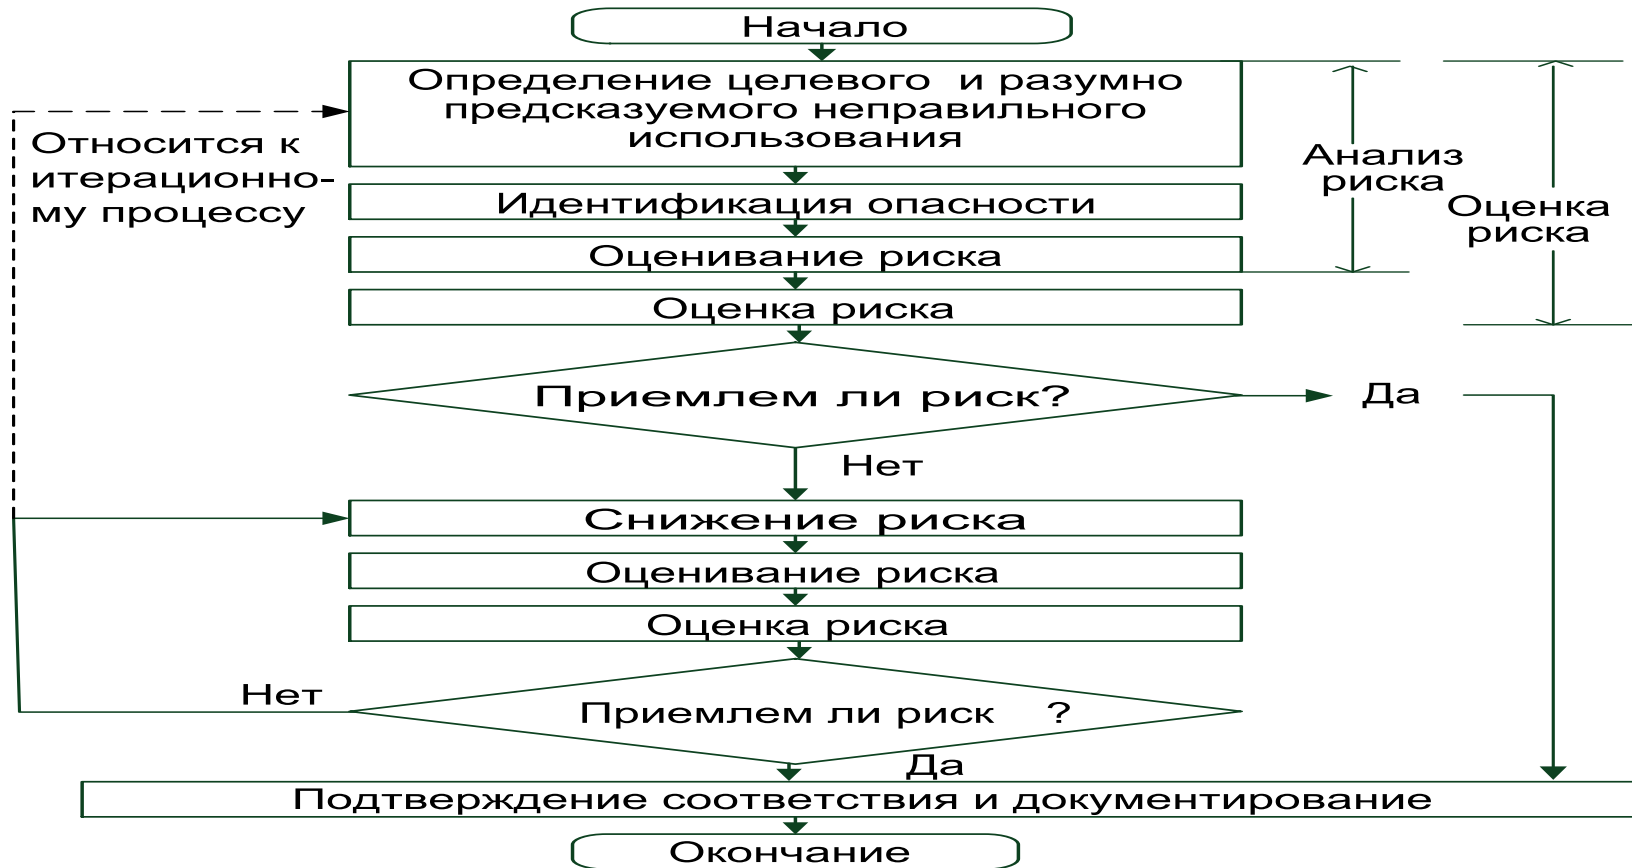 Начало
Определение целевого и разумно
предсказуемого неправильного
использования
Относится к
итерационно-
му процессу
Анализ
риска
Оценка
риска
Идентификация опасности
Оценивание риска
Оценка риска
Приемлем ли риск?
Да
Нет
Снижение риска
Оценивание риска
Оценка риска
Нет
Приемлем ли риск ?
Да
Подтверждение соответствия и документирование
Окончание